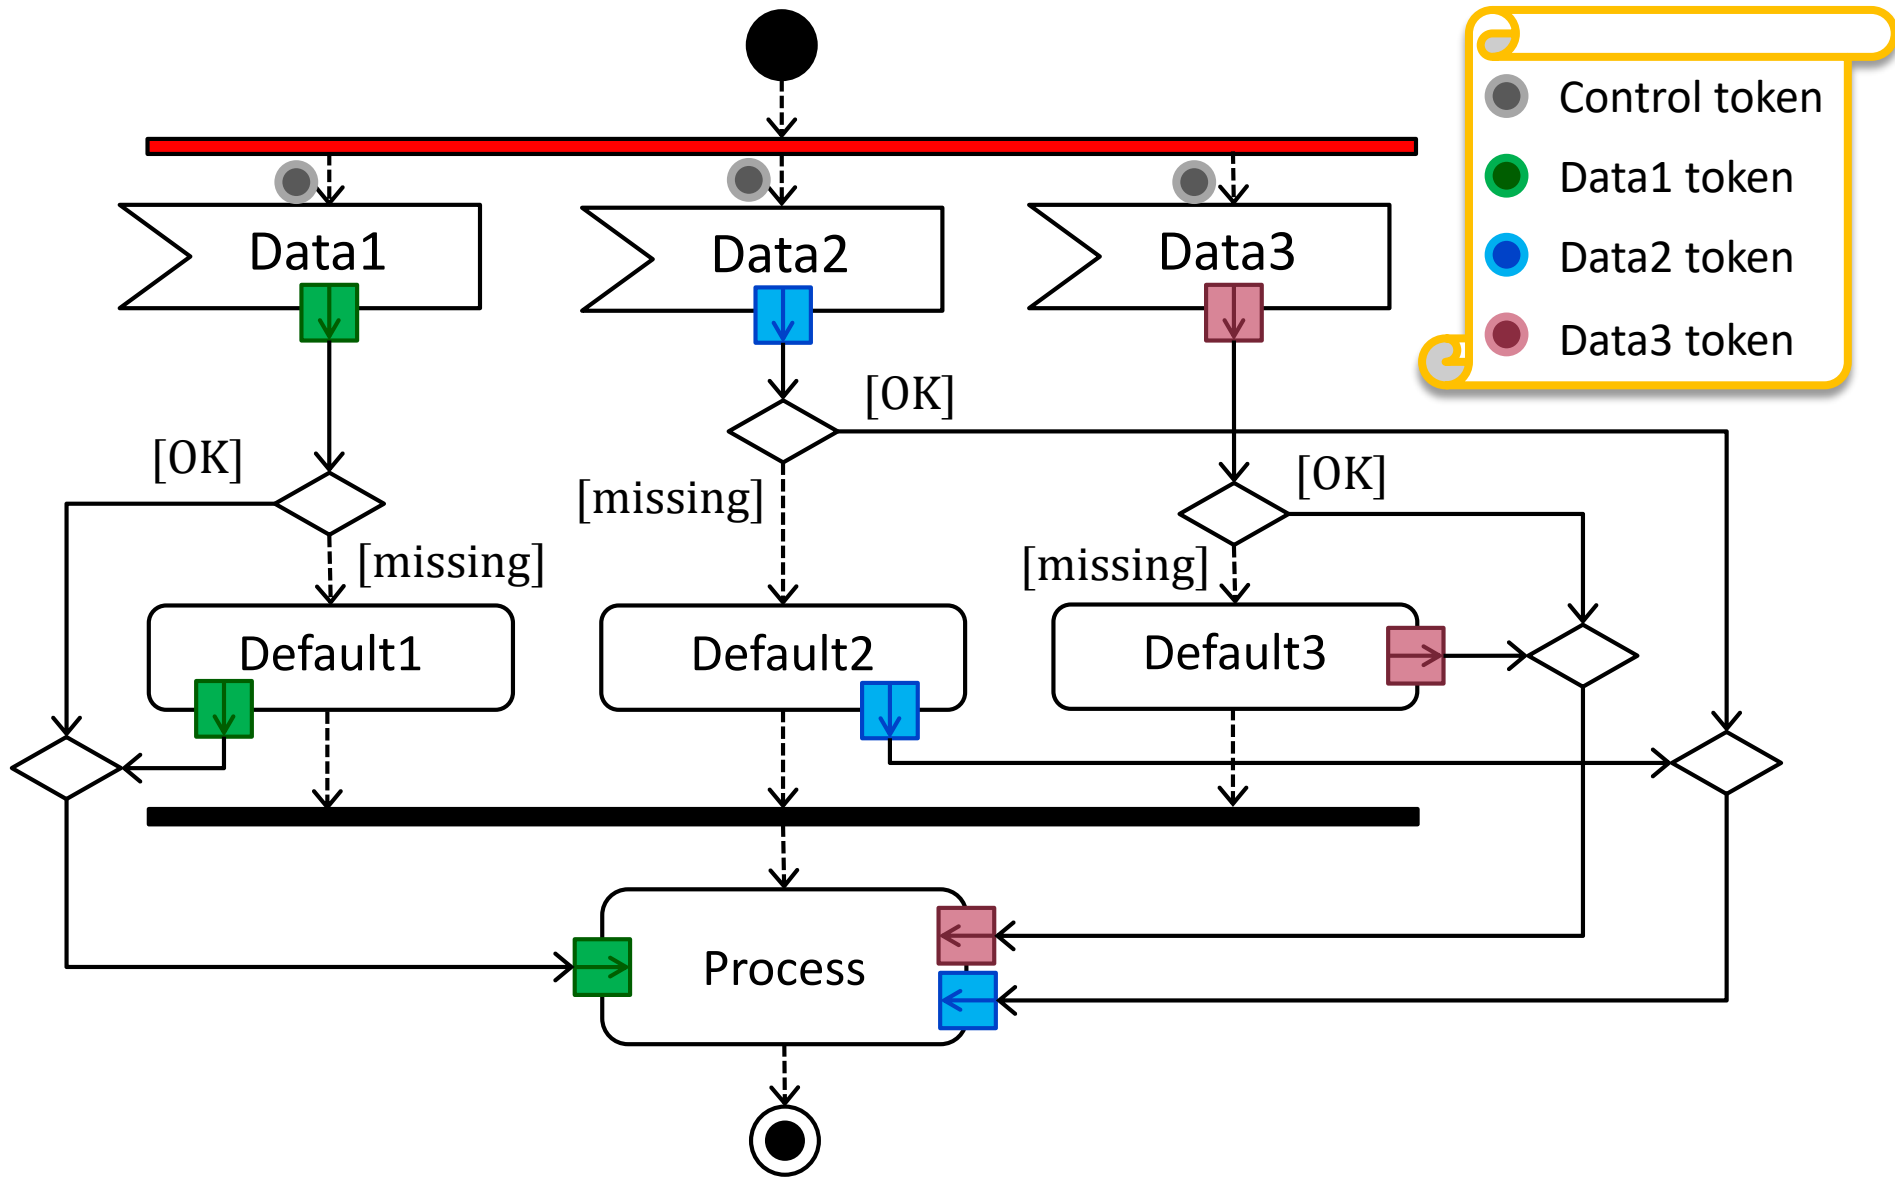 Control token
Data1 token
Data2 token
Data3 token
Data1
Data2
Data3
[OK]
[OK]
[OK]
[missing]
[missing]
[missing]
Default1
Default2
Default3
Process